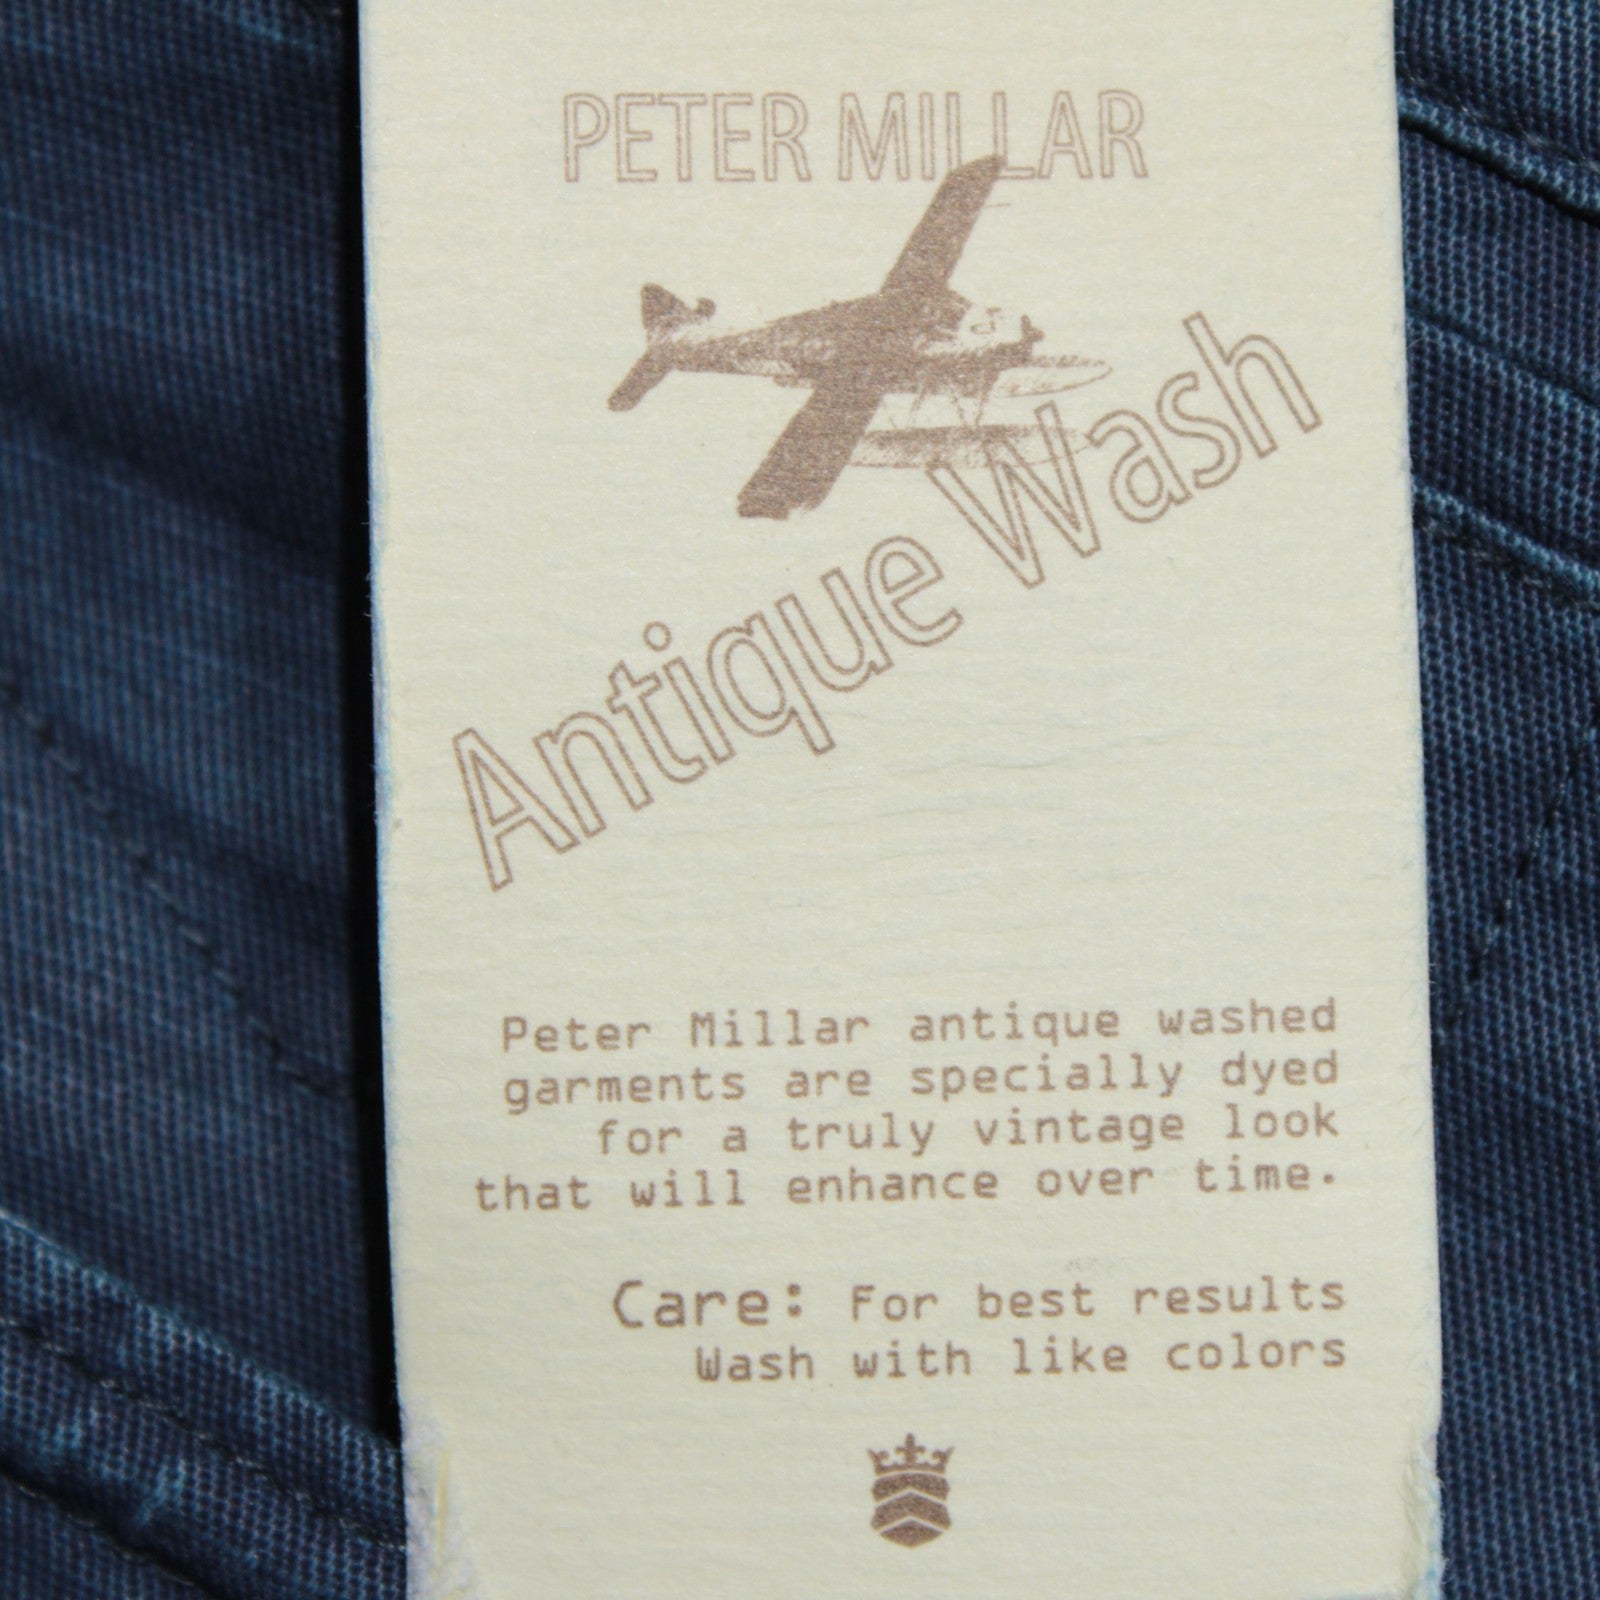 PETER MILLAR
Antique Wash
Peter Millar antique washed
garments are specially dyed
for a truly vintage look
that will enhance over time.
Care: For best results
Wash with like colors